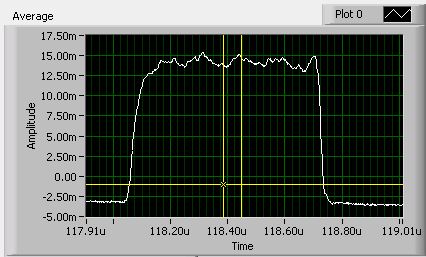 Average
Plot 0
17.50m
15.00m
12.50m
10.00m
7.50m
5.00m
2.50m
0.00
-2.50m
-5.00m
Amplitude
117.91u 118.20u 118.40u 118.60u 118.80u 119.01u
Time